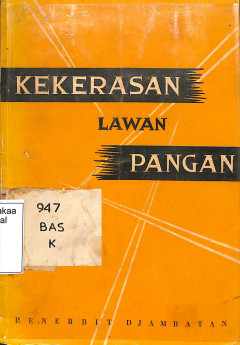 KEKERASAN
LAWAN
PANGAN
947
BAS
K
PENERBIT DJAMBATAN